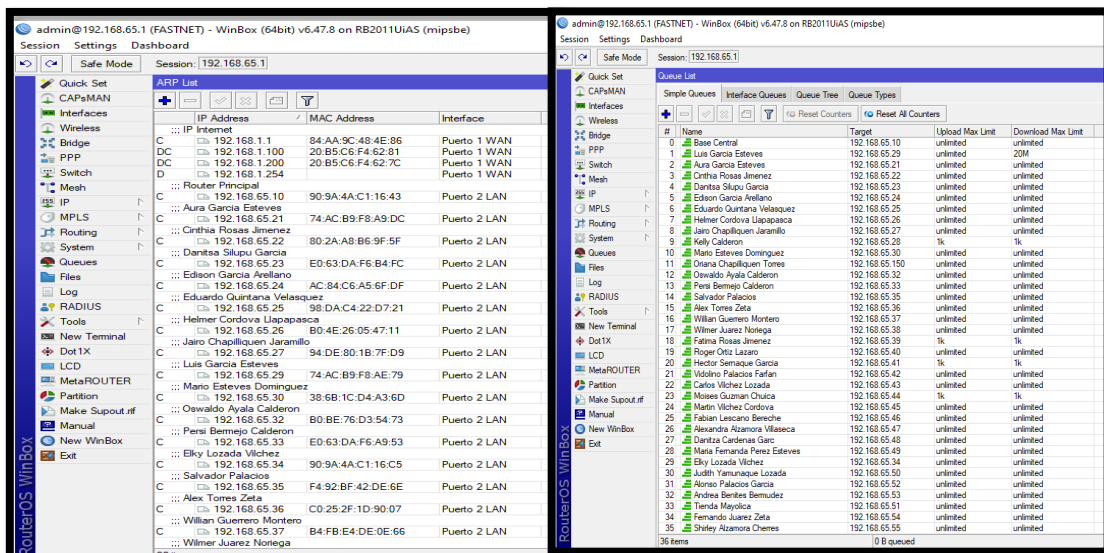 admin@192.168.65.1 (FASTNET) - WinBox (64bit) v6.47.8 on RB2011UiAS (mipsbe)
Session Settings Dashboard
Safe Mode Session: 192.168.65.1
Quick Set
CAPsMAN
Interfaces
Wireless
Bridge
PPP
Switch
Mesh
IP
MPLS
Routing
System
Queues
Files
Log
RADIUS
Tools
New Terminal
Dot1X
LCD
MetaROUTER
Partition
Make Supout.rif
Manual
New WinBox
Exit
RouterOS WinBox
ARP List
IP Address MAC Address Interface
;;; IP Internet
C 192.168.1.1 84:AA:9C:48:4E:86 Puerto 1 WAN
DC 192.168.1.100 20:B5:C6:F4:62:81 Puerto 1 WAN
DC 192.168.1.200 20:B5:C6:F4:62:7C Puerto 1 WAN
D 192.168.1.254 Puerto 1 WAN
;;; Router Principal
C 192.168.65.10 90:9A:4A:C1:16:43 Puerto 2 LAN
;;; Aura Garcia Esteves
C 192.168.65.21 74:AC:B9:F8:A9:DC Puerto 2 LAN
;;; Cinthia Rosas Jimenez
C 192.168.65.22 80:2A:A8:B6:9F:5F Puerto 2 LAN
;;; Danitsa Silupu Garcia
C 192.168.65.23 E0:63:DA:F6:B4:FC Puerto 2 LAN
;;; Edison Garcia Arellano
C 192.168.65.24 AC:84:C6:A5:6F:DF Puerto 2 LAN
;;; Eduardo Quintana Velasquez
C 192.168.65.25 98:DA:C4:22:D7:21 Puerto 2 LAN
;;; Helmer Cordova Llapapasca
C 192.168.65.26 B0:4E:26:05:47:11 Puerto 2 LAN
;;; Jairo Chapilliquen Jaramillo
C 192.168.65.27 94:DE:80:1B:7F:D9 Puerto 2 LAN
;;; Luis Garcia Esteves
C 192.168.65.29 74:AC:B9:F8:AE:79 Puerto 2 LAN
;;; Mario Esteves Dominguez
C 192.168.65.30 38:6B:1C:D4:A3:6D Puerto 2 LAN
;;; Oswaldo Ayala Calderon
C 192.168.65.32 B0:BE:76:D3:54:73 Puerto 2 LAN
;;; Persi Bermejo Calderon
C 192.168.65.33 E0:63:DA:F6:A9:53 Puerto 2 LAN
;;; Elky Lozada Vilchez
C 192.168.65.34 90:9A:4A:C1:16:C5 Puerto 2 LAN
;;; Salvador Palacios
C 192.168.65.35 F4:92:BF:42:DE:6E Puerto 2 LAN
;;; Alex Torres Zeta
C 192.168.65.36 C0:25:2F:1D:90:07 Puerto 2 LAN
;;; Willian Guerrero Montero
C 192.168.65.37 B4:FB:E4:DE:0E:66 Puerto 2 LAN
;;; Wilmer Juarez Noriega
admin@192.168.65.1 (FASTNET) - WinBox (64bit) v6.47.8 on RB2011UiAS (mipsbe)
Session Settings Dashboard
Safe Mode Session: 192.168.65.1
Quick Set
CAPsMAN
Interfaces
Wireless
Bridge
PPP
Switch
Mesh
IP
MPLS
Routing
System
Queues
Files
Log
RADIUS
Tools
New Terminal
Dot1X
LCD
MetaROUTER
Partition
Make Supout.rif
Manual
New WinBox
Exit
RouterOS WinBox
Queue List
Simple Queues Interface Queues Queue Tree Queue Types
Reset Counters Reset All Counters
# Name Target Upload Max Limit Download Max Limit
0 Base Central 192.168.65.10 unlimited unlimited
1 Luis Garcia Esteves 192.168.65.29 unlimited 20M
2 Aura Garcia Esteves 192.168.65.21 unlimited unlimited
3 Cinthia Rosas Jimenez 192.168.65.22 unlimited unlimited
4 Danitsa Silupu Garcia 192.168.65.23 unlimited unlimited
5 Edison Garcia Arellano 192.168.65.24 unlimited unlimited
6 Eduardo Quintana Velasquez 192.168.65.25 unlimited unlimited
7 Helmer Cordova Llapapasca 192.168.65.26 unlimited unlimited
8 Jairo Chapilliquen Jaramillo 192.168.65.27 unlimited unlimited
9 Kelly Calderon 192.168.65.28 1k 1k
10 Mario Esteves Dominguez 192.168.65.30 unlimited unlimited
11 Oriana Chapilliquen Torres 192.168.65.150 unlimited unlimited
12 Oswaldo Ayala Calderon 192.168.65.32 unlimited unlimited
13 Persi Bermejo Calderon 192.168.65.33 unlimited unlimited
14 Salvador Palacios 192.168.65.35 unlimited unlimited
15 Alex Torres Zeta 192.168.65.36 unlimited unlimited
16 Willian Guerrero Montero 192.168.65.37 unlimited unlimited
17 Wilmer Juarez Noriega 192.168.65.38 unlimited unlimited
18 Fatima Rosas Jimenez 192.168.65.39 1k 1k
19 Roger Ortiz Lazaro 192.168.65.40 unlimited unlimited
20 Hector Semaque Garcia 192.168.65.41 1k 1k
21 Vidolino Palacios Farfan 192.168.65.42 unlimited unlimited
22 Carlos Vilchez Lozada 192.168.65.43 unlimited unlimited
23 Moises Guzman Chuica 192.168.65.44 1k 1k
24 Martin Vilchez Cordova 192.168.65.45 unlimited unlimited
25 Fabian Lescano Bereche 192.168.65.46 unlimited unlimited
26 Alexandra Alzamora Villaseca 192.168.65.47 unlimited unlimited
27 Danitza Cardenas Garc 192.168.65.48 unlimited unlimited
28 Maria Fernanda Perez Esteves 192.168.65.49 unlimited unlimited
29 Elky Lozada Vilchez 192.168.65.34 unlimited unlimited
30 Judith Yamunaque Lozada 192.168.65.50 unlimited unlimited
31 Alonso Palacios Garcia 192.168.65.52 unlimited unlimited
32 Andrea Benites Bermudez 192.168.65.53 unlimited unlimited
33 Tienda Mayolica 192.168.65.51 unlimited unlimited
34 Fernando Juarez Zeta 192.168.65.54 unlimited unlimited
35 Shirley Alzamora Cherres 192.168.65.55 unlimited unlimited
36 items 0 B queued